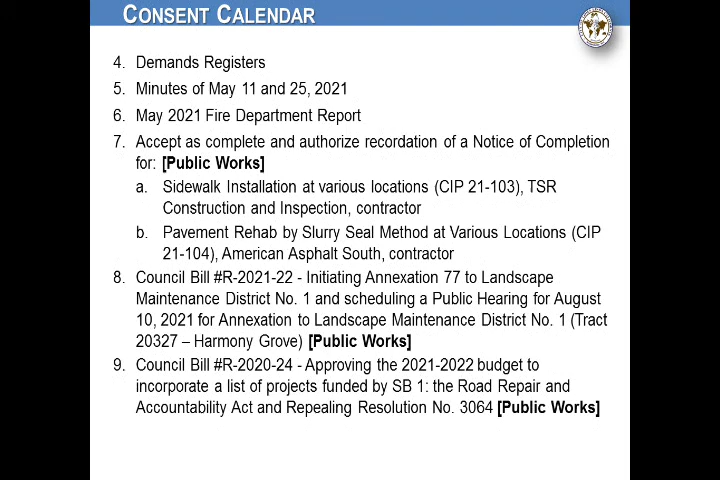 CONSENT CALENDAR
4. Demands Registers
5. Minutes of May 11 and 25, 2021
6. May 2021 Fire Department Report
7. Accept as complete and authorize recordation of a Notice of Completion
for: [Public Works]
a. Sidewalk Installation at various locations (CIP 21-103), TSR
Construction and Inspection, contractor
b. Pavement Rehab by Slurry Seal Method at Various Locations (CIP
21-104), American Asphalt South, contractor
8. Council Bill #R-2021-22 - Initiating Annexation 77 to Landscape
Maintenance District No. 1 and scheduling a Public Hearing for August
10, 2021 for Annexation to Landscape Maintenance District No. 1 (Tract
20327 – Harmony Grove) [Public Works]
9. Council Bill #R-2020-24 - Approving the 2021-2022 budget to
incorporate a list of projects funded by SB 1: the Road Repair and
Accountability Act and Repealing Resolution No. 3064 [Public Works]